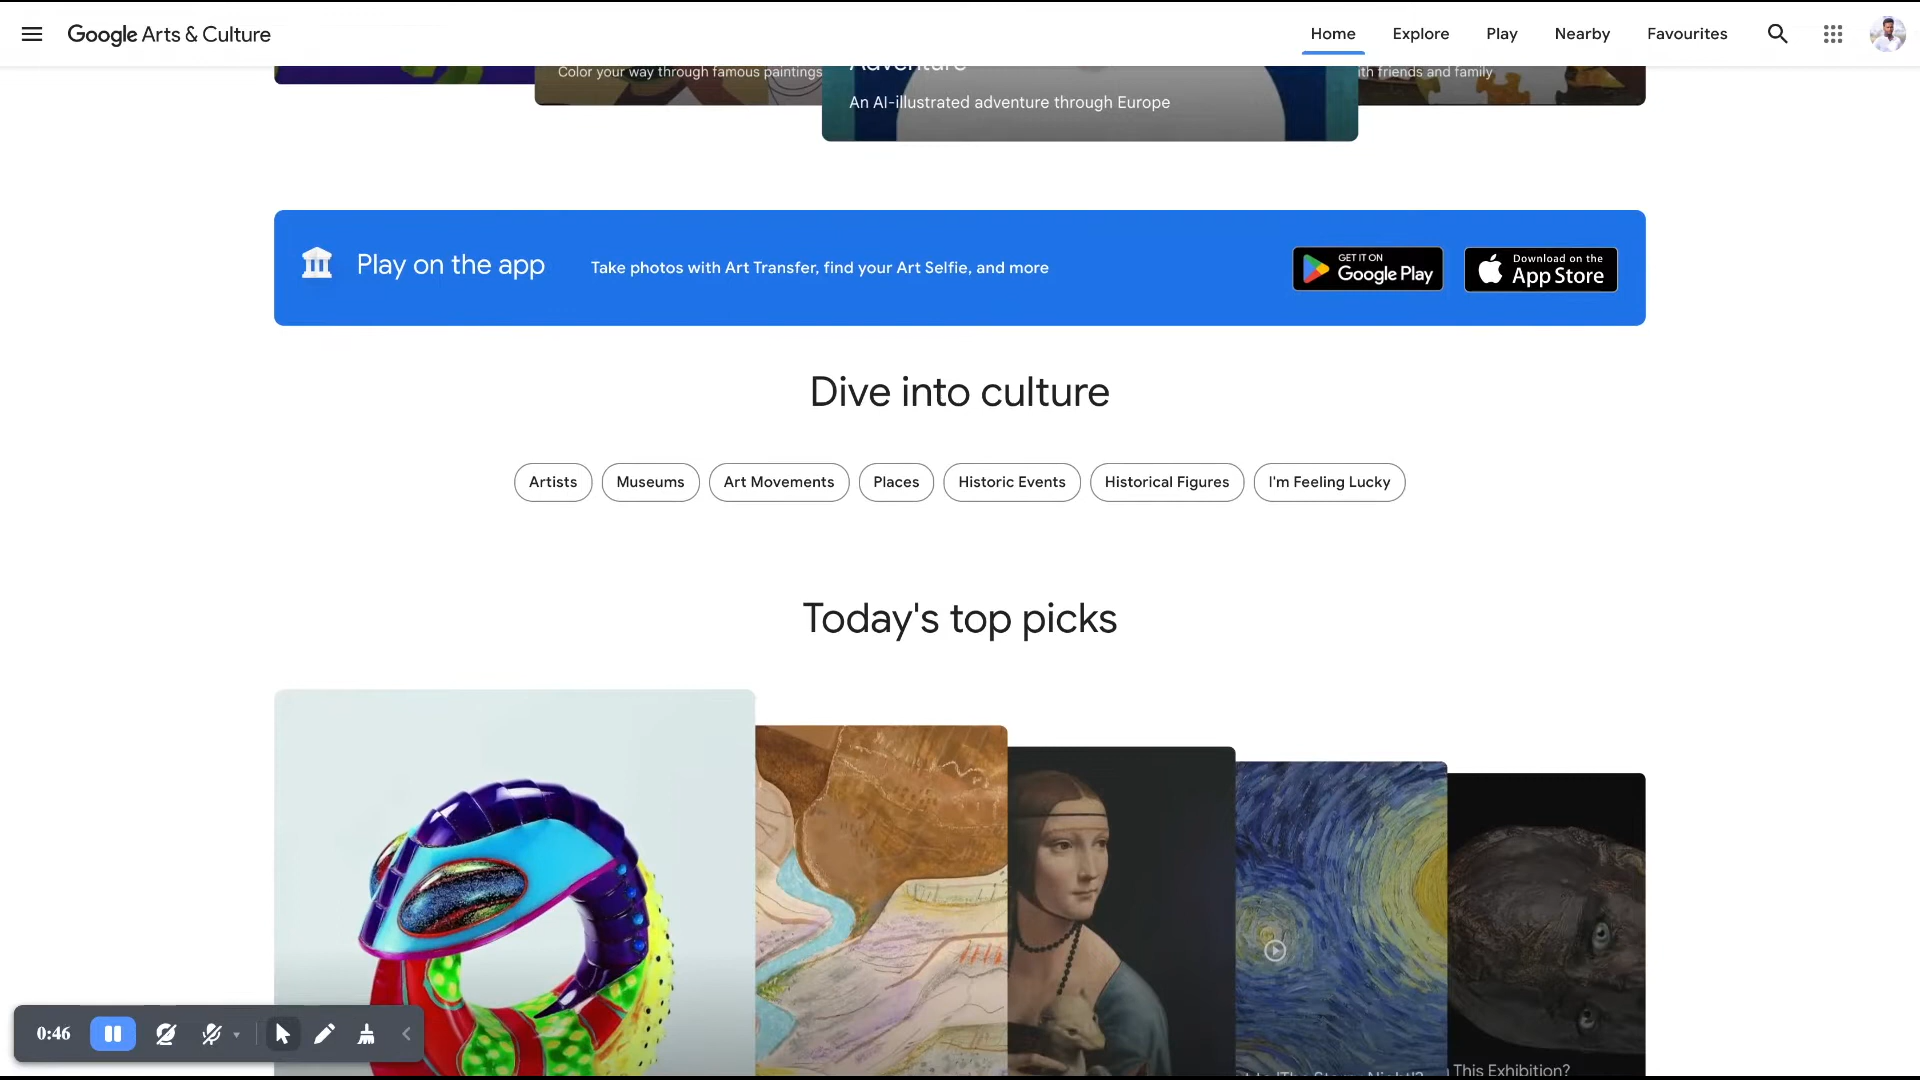 Google Arts & Culture
Home Explore Play Nearby Favourites
Color your way through famous paintings
An AI-illustrated adventure through Europe
ith friends and family
Play on the app
Take photos with Art Transfer, find your Art Selfie, and more
GET IT ON
Google Play
Download on the
App Store
Dive into culture
Artists Museums Art Movements Places Historic Events Historical Figures I'm Feeling Lucky
Today's top picks
This Exhibition?
0:46